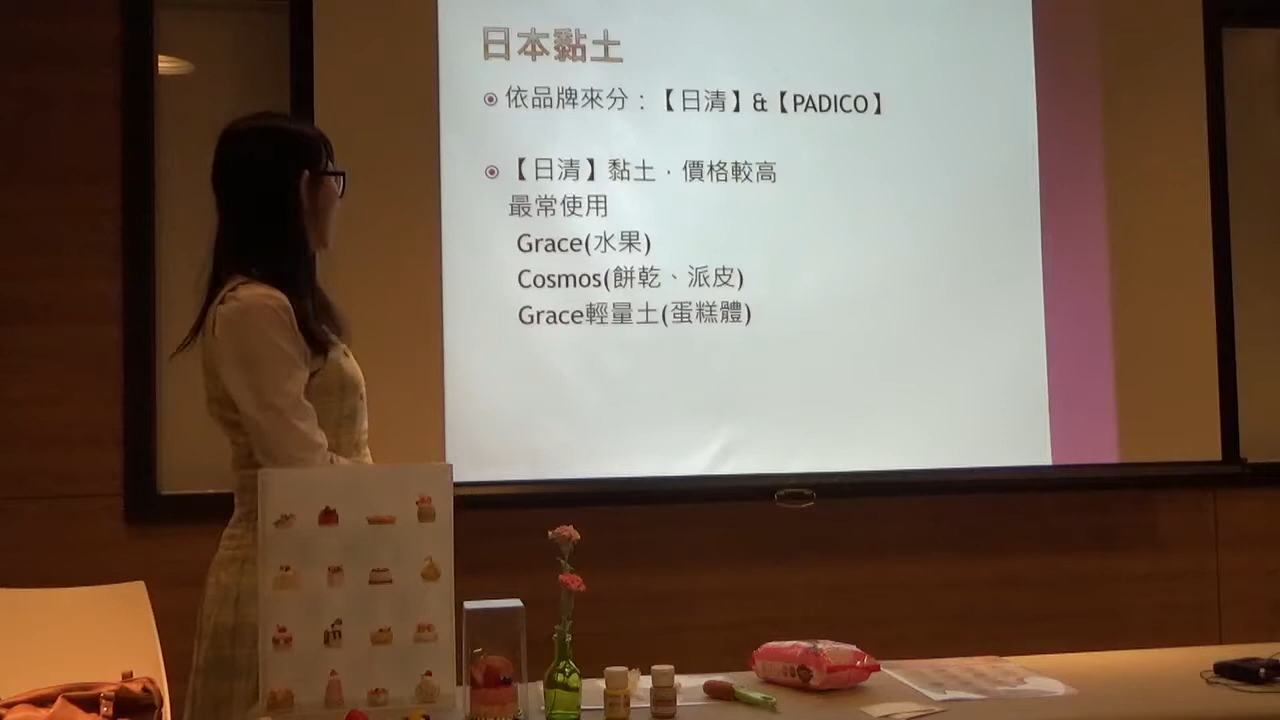 日本黏土
依品牌來分：【日清】&【PADICO】
【日清】黏土，價格較高
最常使用
Grace(水果)
Cosmos(餅乾、派皮)
Grace輕量土(蛋糕體)